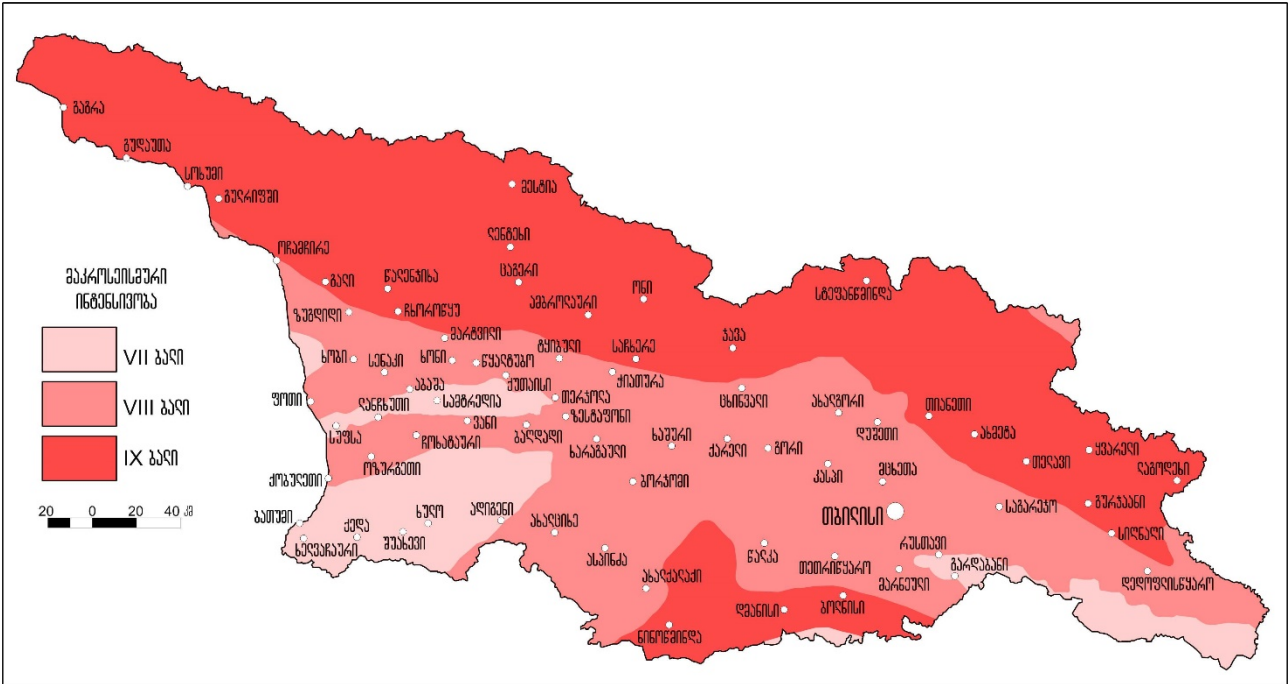 გაგრა
გუდაუთა
სოხუმი
გულრიფში
მესტია
ლენტეხი
ოჩამჩირე
გალი
წალენჯიხა
ცაგერი
ონი
ამბროლაური
სტეფანწმინდა
მაკროსეისმური
ინტენსივობა
VII ბალი
VIII ბალი
IX ბალი
20 0 20 40 კმ
ზუგდიდი
ჩხოროწყუ
მარტვილი
ჯავა
ხობი
სენაკი
ხონი
წყალტუბო
ტყიბული
საჩხერე
ქუთაისი
ჭიათურა
ცხინვალი
ფოთი
აბაშა
ლანჩხუთი
სამტრედია
თერჯოლა
ზესტაფონი
ახალგორი
თიანეთი
სუფსა
ჩოხატაური
ვანი
ბაღდადი
ხარაგაული
ხაშური
ქარელი
გორი
დუშეთი
ახმეტა
ყვარელი
ოზურგეთი
ქობულეთი
ბორჯომი
კასპი
მცხეთა
თელავი
ლაგოდეხი
ბათუმი
ხელვაჩაური
ქედა
შუახევი
ხულო
ადიგენი
ახალციხე
ასპინძა
თბილისი
საგარეჯო
გურჯაანი
სიღნაღი
წალკა
თეთრიწყარო
რუსთავი
მარნეული
გარდაბანი
დედოფლისწყარო
ახალქალაქი
ნინოწმინდა
დმანისი
ბოლნისი